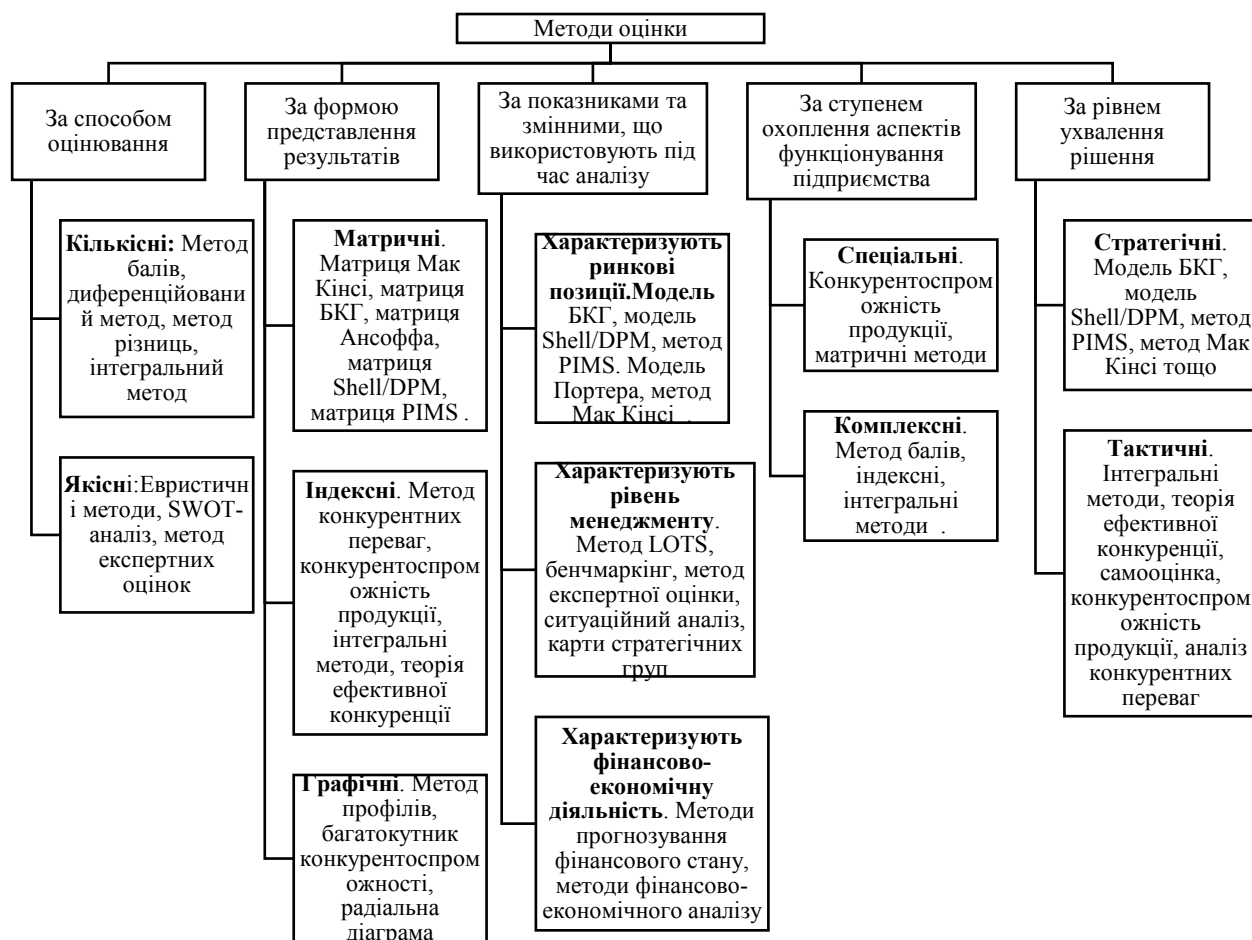 Методи оцінки
За способом
оцінювання
За формою
представлення
результатів
За показниками та
змінними, що
використовують під
час аналізу
За ступенем
охоплення аспектів
функціонування
підприємства
За рівнем
ухвалення
рішення
Кількісні: Метод
балів,
диференційовани
й метод, метод
різниць,
інтегральний
метод
Якісні:Евристичн
і методи, SWOT-
аналіз, метод
експертних
оцінок
Матричні.
Матриця Мак
Кінсі, матриця
БКГ, матриця
Ансоффа,
матриця
Shell/DPM,
матриця PIMS .
Індексні. Метод
конкурентних
переваг,
конкурентоспром
ожність
продукції,
інтегральні
методи, теорія
ефективної
конкуренції
Графічні. Метод
профілів,
багатокутник
конкурентоспром
ожності,
радіальна
діаграма
Характеризують
ринкові
позиції.Модель
БКГ, модель
Shell/DPM, метод
PIMS. Модель
Портера, метод
Мак Кінсі .
Характеризують
рівень
менеджменту.
Метод LOTS,
бенчмаркінг, метод
експертної оцінки,
ситуаційний аналіз,
карти стратегічних
груп
Характеризують
фінансово-
економічну
діяльність. Методи
прогнозування
фінансового стану,
методи фінансово-
економічного аналізу
Спеціальні.
Конкурентоспром
ожність
продукції,
матричні методи
Комплексні.
Метод балів,
індексні,
інтегральні
методи .
Стратегічні.
Модель БКГ,
модель
Shell/DPM, метод
PIMS, метод Мак
Кінсі тощо
Тактичні.
Інтегральні
методи, теорія
ефективної
конкуренції,
самооцінка,
конкурентоспром
ожність
продукції, аналіз
конкурентних
переваг